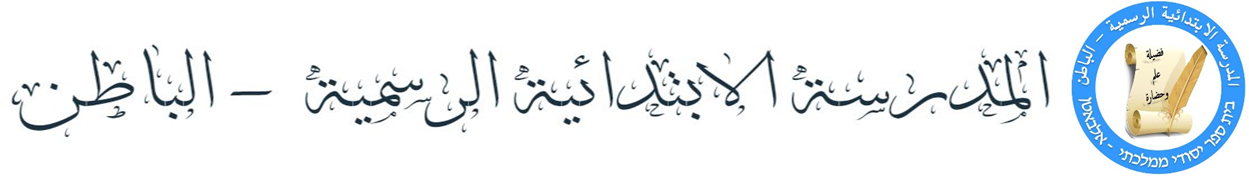 المدرسة الابتدائية الرسمية - الباطن
المدرسة الابتدائية الرسمية - الباطن
فضيلة
علم
وحضارة
בית ספר יסודי ממלכתי - אלבאטן